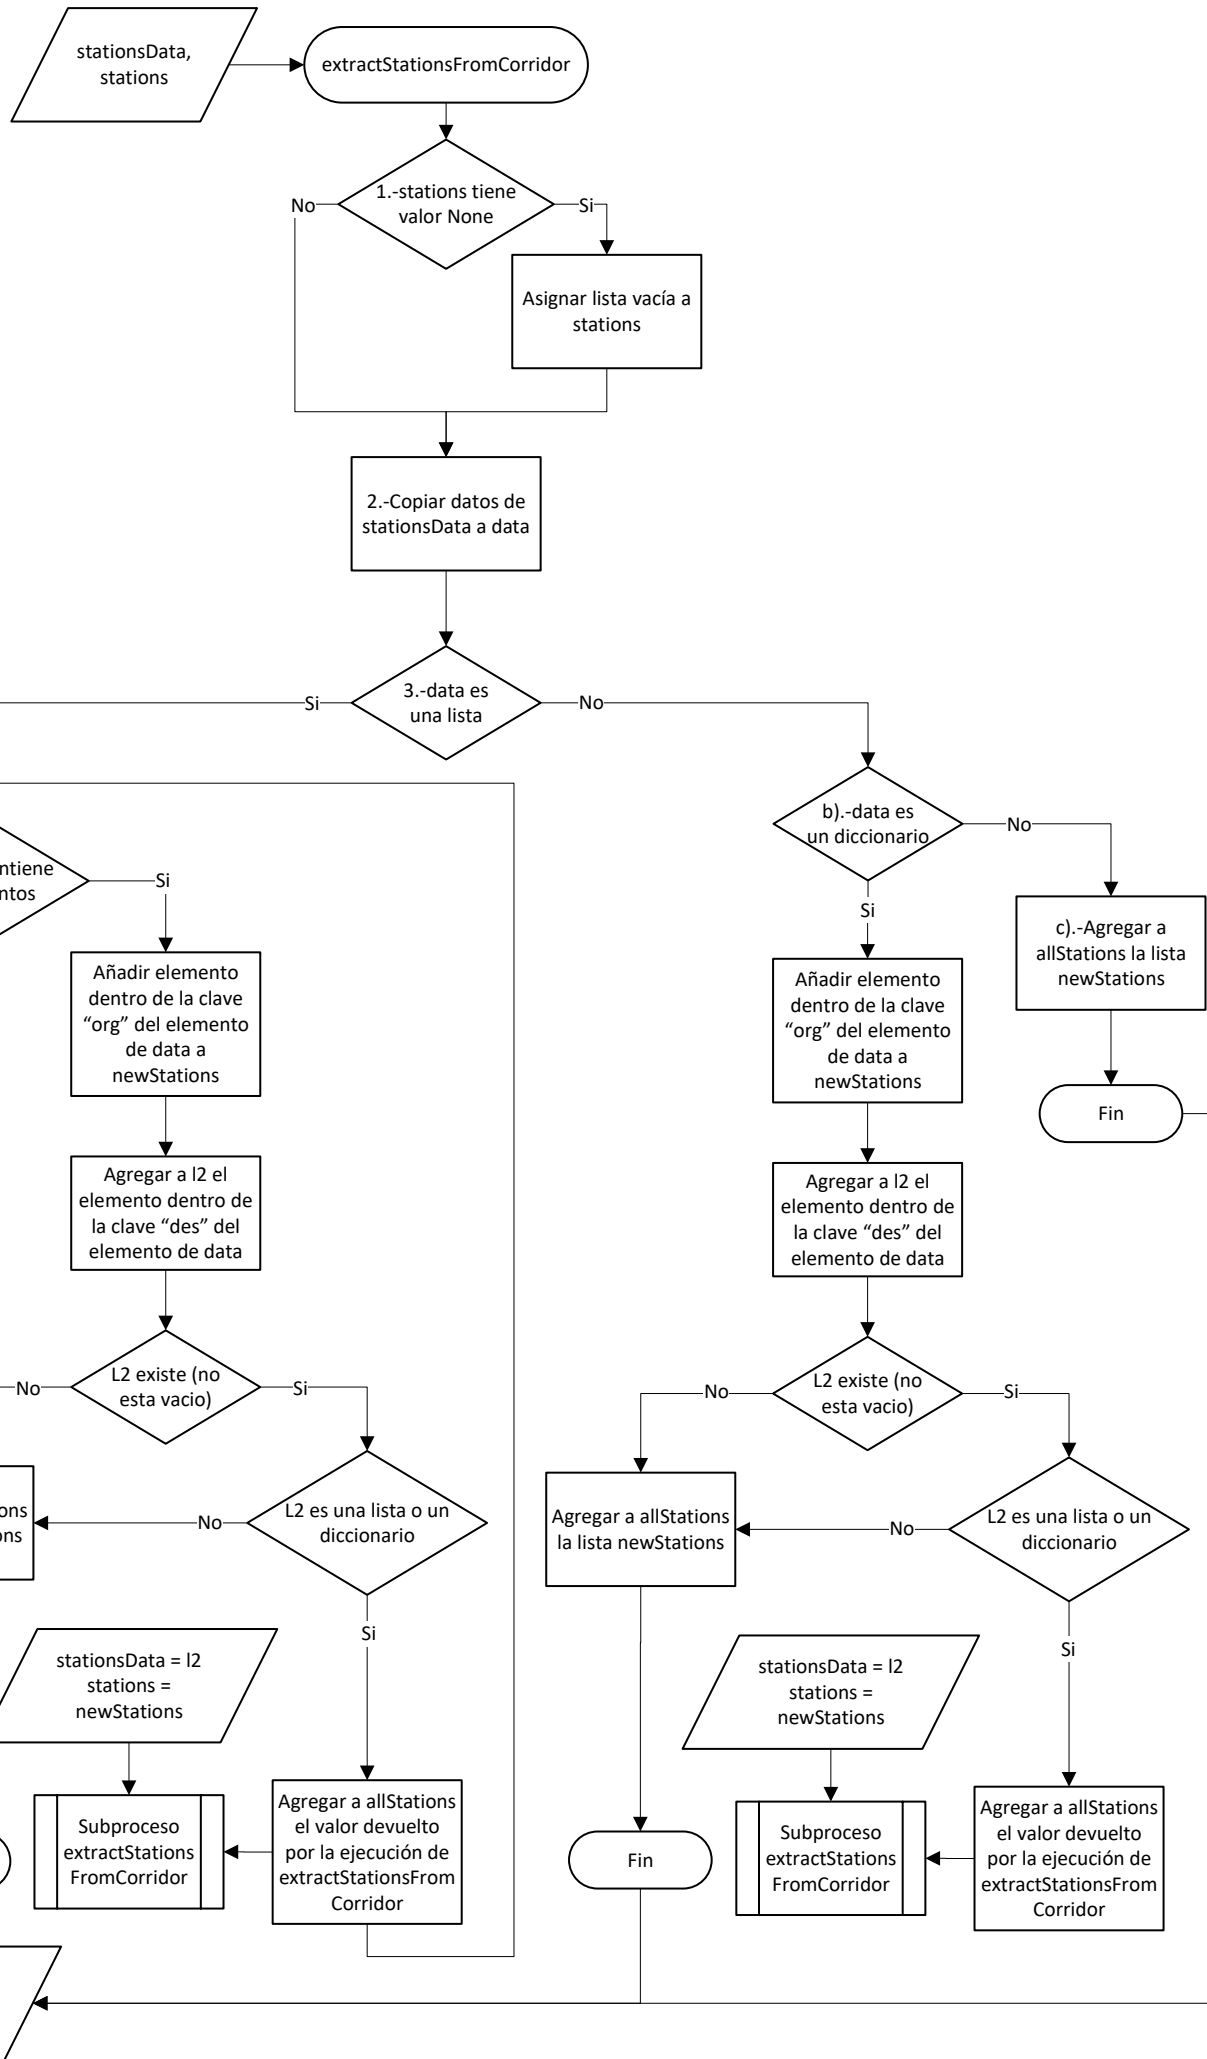 stationsData,
stations
extractStationsFromCorridor
1.-stations tiene
valor None
No
Si
Asignar lista vacía a
stations
2.-Copiar datos de
stationsData a data
3.-data es
una lista
Si
No
b).-data es
un diccionario
No
Si
c).-Agregar a
allStations la lista
newStations
Fin
Si
Añadir elemento
dentro de la clave
“org” del elemento
de data a
newStations
Agregar a l2 el
elemento dentro de
la clave “des” del
elemento de data
L2 existe (no
esta vacio)
No
Si
L2 es una lista o un
diccionario
No
Si
stationsData = l2
stations =
newStations
Subproceso
extractStations
FromCorridor
Agregar a allStations
el valor devuelto
por la ejecución de
extractStationsFrom
Corridor
Añadir elemento
dentro de la clave
“org” del elemento
de data a
newStations
Agregar a l2 el
elemento dentro de
la clave “des” del
elemento de data
L2 existe (no
esta vacio)
No
Si
Agregar a allStations
la lista newStations
L2 es una lista o un
diccionario
No
Si
stationsData = l2
stations =
newStations
Subproceso
extractStations
FromCorridor
Agregar a allStations
el valor devuelto
por la ejecución de
extractStationsFrom
Corridor
Fin